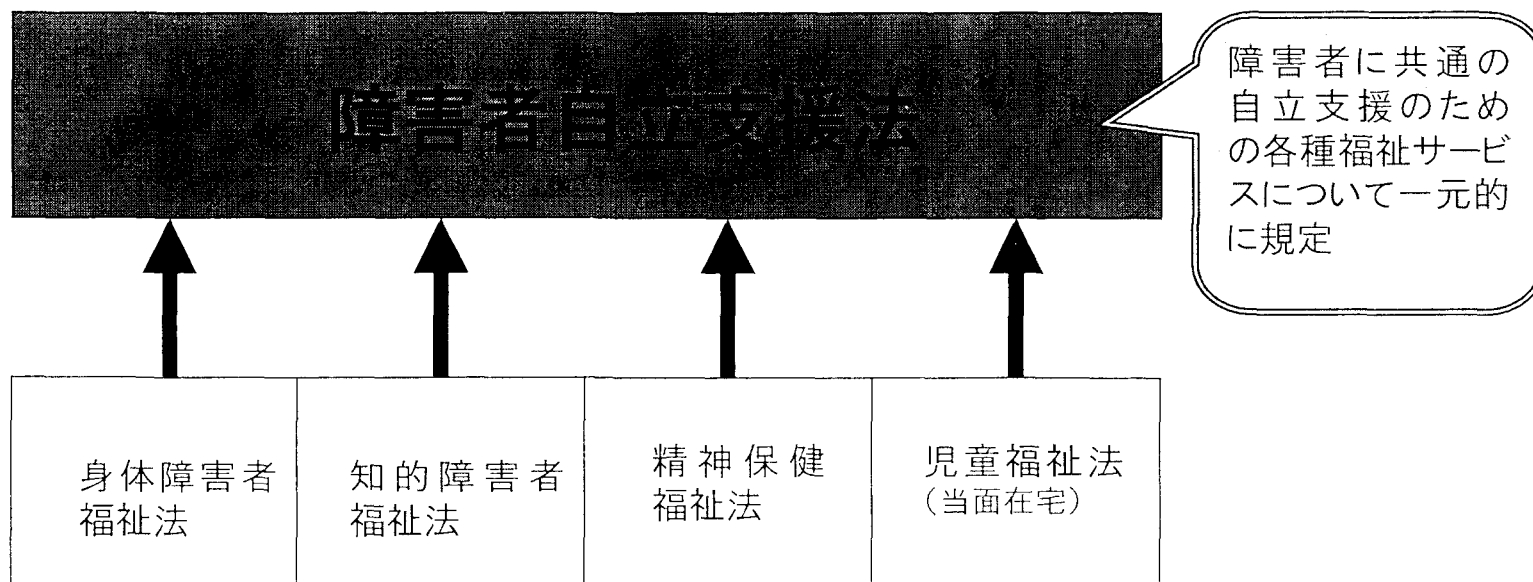 障害者自立支援法
障害者に共通の
自立支援のため
の各種福祉サービ
スについて一元的
に規定
身体障害者
福祉法
知的障害者
福祉法
精神保健
福祉法
児童福祉法
(当面在宅)